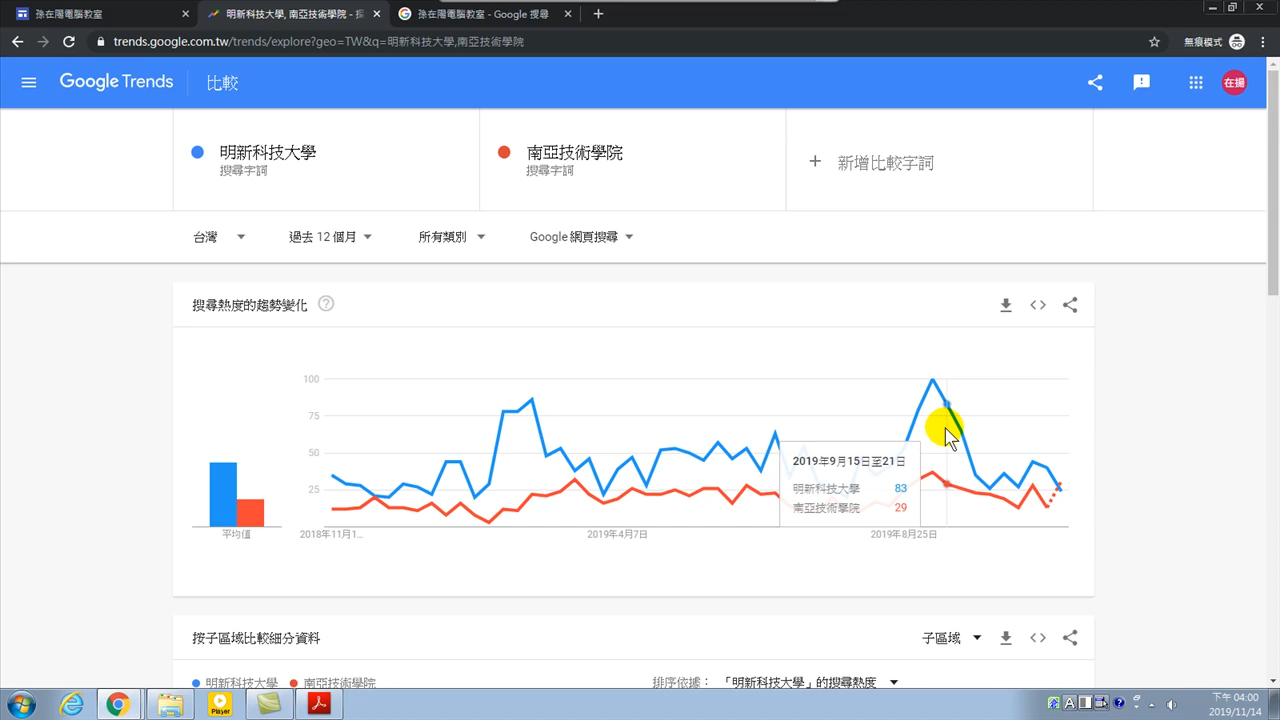 孫在陽電腦教室
明新科技大學, 南亞技術學院 - 探
孫在陽電腦教室 - Google 搜尋
trends.google.com.tw/trends/explore?geo=TW&q=明新科技大學,南亞技術學院
無痕模式
Google Trends
比較
在揚
明新科技大學
搜尋字詞
南亞技術學院
搜尋字詞
+ 新增比較字詞
台灣
過去 12 個月
所有類別
Google 網頁搜尋
搜尋熱度的趨勢變化
100
75
50
25
平均值
2018年11月1...
2019年4月7日
2019年8月25日
2019年9月15日至21日
明新科技大學 83
南亞技術學院 29
按子區域比較細分資料
子區域
明新科技大學
南亞技術學院
排序依據： 「明新科技大學」的搜尋熱度
Player
A
下午 04:00
2019/11/14